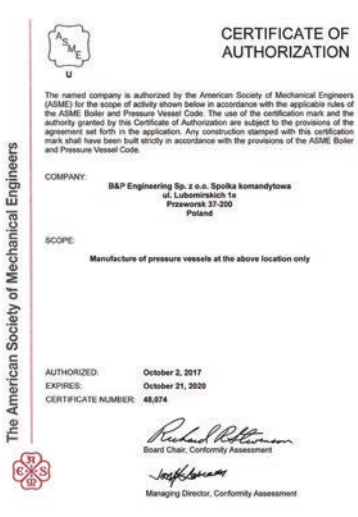 ASME
U
CERTIFICATE OF
AUTHORIZATION
The named company is authorized by the American Society of Mechanical Engineers
(ASME) for the scope of activity shown below in accordance with the applicable rules of
the ASME Boiler and Pressure Vessel Code. The use of the certification mark and the
authority granted by this Certificate of Authorization are subject to the provisions of the
agreement set forth in the application. Any construction stamped with this certification
mark shall have been built strictly in accordance with the provisions of the ASME Boiler
and Pressure Vessel Code.
COMPANY:
B&P Engineering Sp. z o.o. Spolka komandytowa
ul. Lubomirskich 1e
Przeworsk 37-200
Poland
SCOPE:
Manufacture of pressure vessels at the above location only
AUTHORIZED: October 2, 2017
EXPIRES: October 21, 2020
CERTIFICATE NUMBER: 48,074
Board Chair, Conformity Assessment
Managing Director, Conformity Assessment
The American Society of Mechanical Engineers